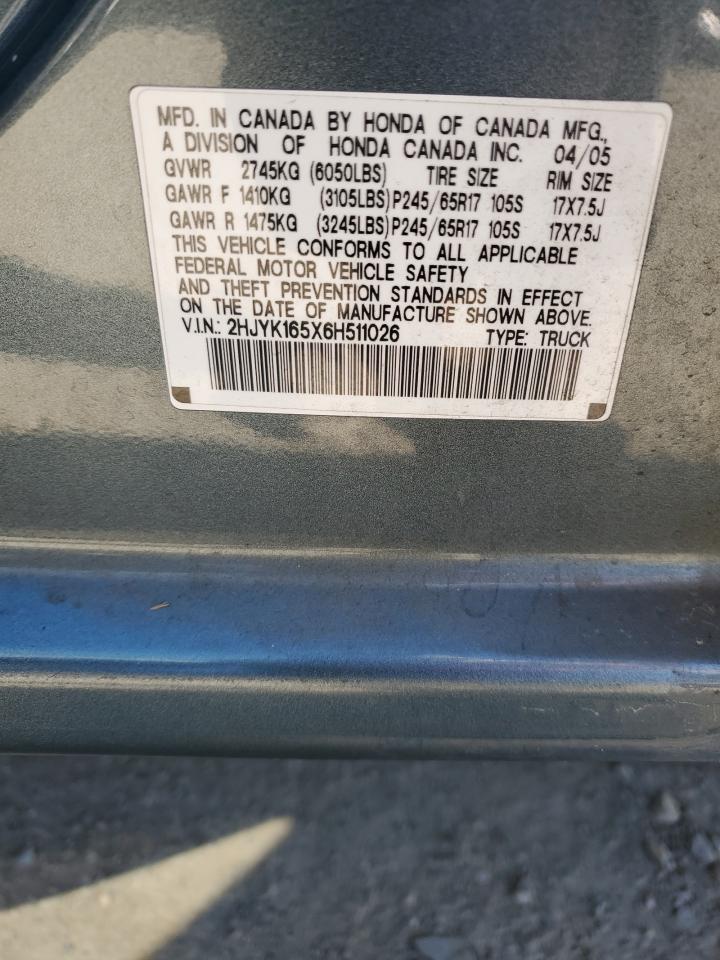 MFD. IN CANADA BY HONDA OF CANADA MFG.,
A DIVISION OF HONDA CANADA INC. 04/05
GVWR 2745KG (6050LBS) TIRE SIZE RIM SIZE
GAWR F 1410KG (3105LBS) P245/65R17 105S 17X7.5J
GAWR R 1475KG (3245LBS) P245/65R17 105S 17X7.5J
THIS VEHICLE CONFORMS TO ALL APPLICABLE
FEDERAL MOTOR VEHICLE SAFETY
AND THEFT PREVENTION STANDARDS IN EFFECT
ON THE DATE OF MANUFACTURE SHOWN ABOVE.
V.I.N.: 2HJYK165X6H511026 TYPE: TRUCK